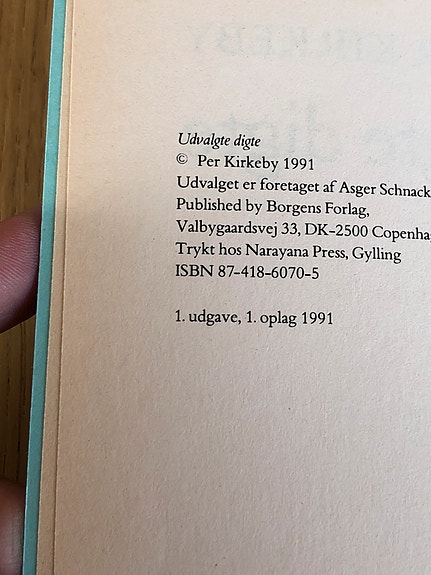 Udvalgte digte
© Per Kirkeby 1991
Udvalget er foretaget af Asger Schnack
Published by Borgens Forlag,
Valbygaardsvej 33, DK-2500 Copenha
Trykt hos Narayana Press, Gylling
ISBN 87-418-6070-5
1. udgave, 1. oplag 1991